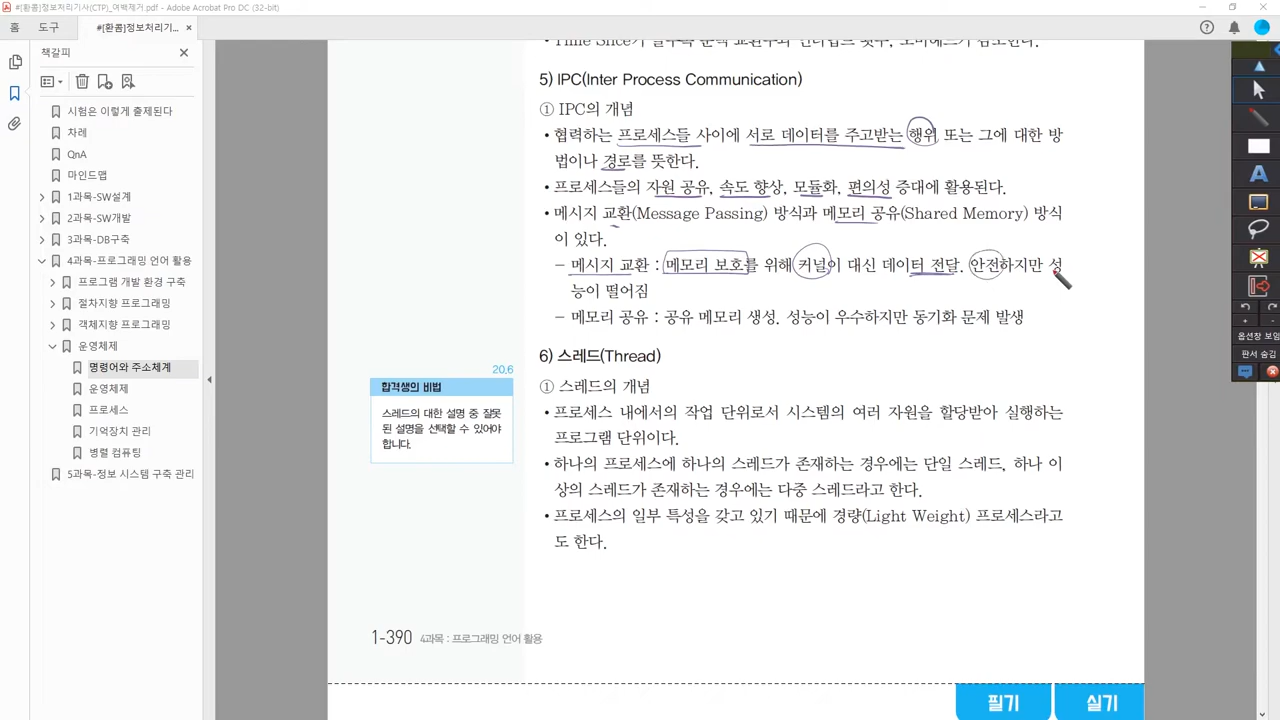 #[환콤]정보처리기사(CTP)_여백제거.pdf - Adobe Acrobat Pro DC (32-bit)
홈 도구 #[환콤]정보처리기... ×
책갈피
시험은 이렇게 출제된다
차례
QnA
마인드맵
1과목-SW설계
2과목-SW개발
3과목-DB구축
4과목-프로그래밍 언어 활용
프로그램 개발 환경 구축
절차지향 프로그래밍
객체지향 프로그래밍
운영체제
명령어와 주소체계
운영체제
프로세스
기억장치 관리
병렬 컴퓨팅
5과목-정보 시스템 구축 관리
5) IPC(Inter Process Communication)
① IPC의 개념
• 협력하는 프로세스들 사이에 서로 데이터를 주고받는 행위 또는 그에 대한 방
법이나 경로를 뜻한다.
• 프로세스들의 자원 공유, 속도 향상, 모듈화, 편의성 증대에 활용된다.
• 메시지 교환(Message Passing) 방식과 메모리 공유(Shared Memory) 방식
이 있다.
– 메시지 교환 : 메모리 보호를 위해 커널이 대신 데이터 전달. 안전하지만 성
능이 떨어짐
– 메모리 공유 : 공유 메모리 생성. 성능이 우수하지만 동기화 문제 발생
6) 스레드(Thread)
20.6
합격생의 비법
스레드의 대한 설명 중 잘못
된 설명을 선택할 수 있어야
합니다.
① 스레드의 개념
• 프로세스 내에서의 작업 단위로서 시스템의 여러 자원을 할당받아 실행하는
프로그램 단위이다.
• 하나의 프로세스에 하나의 스레드가 존재하는 경우에는 단일 스레드, 하나 이
상의 스레드가 존재하는 경우에는 다중 스레드라고 한다.
• 프로세스의 일부 특성을 갖고 있기 때문에 경량(Light Weight) 프로세스라고
도 한다.
1-390 4과목 : 프로그래밍 언어 활용
필기 실기
옵션창 보임
판서 숨김